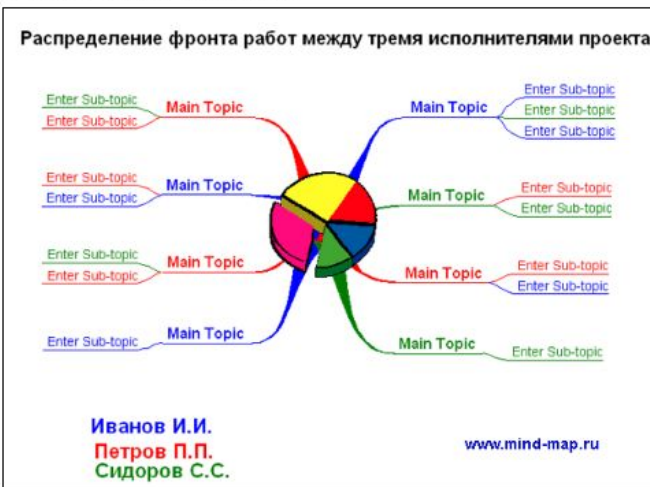 Распределение фронта работ между тремя исполнителями проекта
Enter Sub-topic
Enter Sub-topic
Main Topic
Enter Sub-topic
Enter Sub-topic
Main Topic
Enter Sub-topic
Enter Sub-topic
Main Topic
Enter Sub-topic
Main Topic
Main Topic
Enter Sub-topic
Enter Sub-topic
Enter Sub-topic
Main Topic
Enter Sub-topic
Enter Sub-topic
Main Topic
Enter Sub-topic
Enter Sub-topic
Main Topic
Enter Sub-topic
Иванов И.И.
Петров П.П.
Сидоров С.С.
www.mind-map.ru